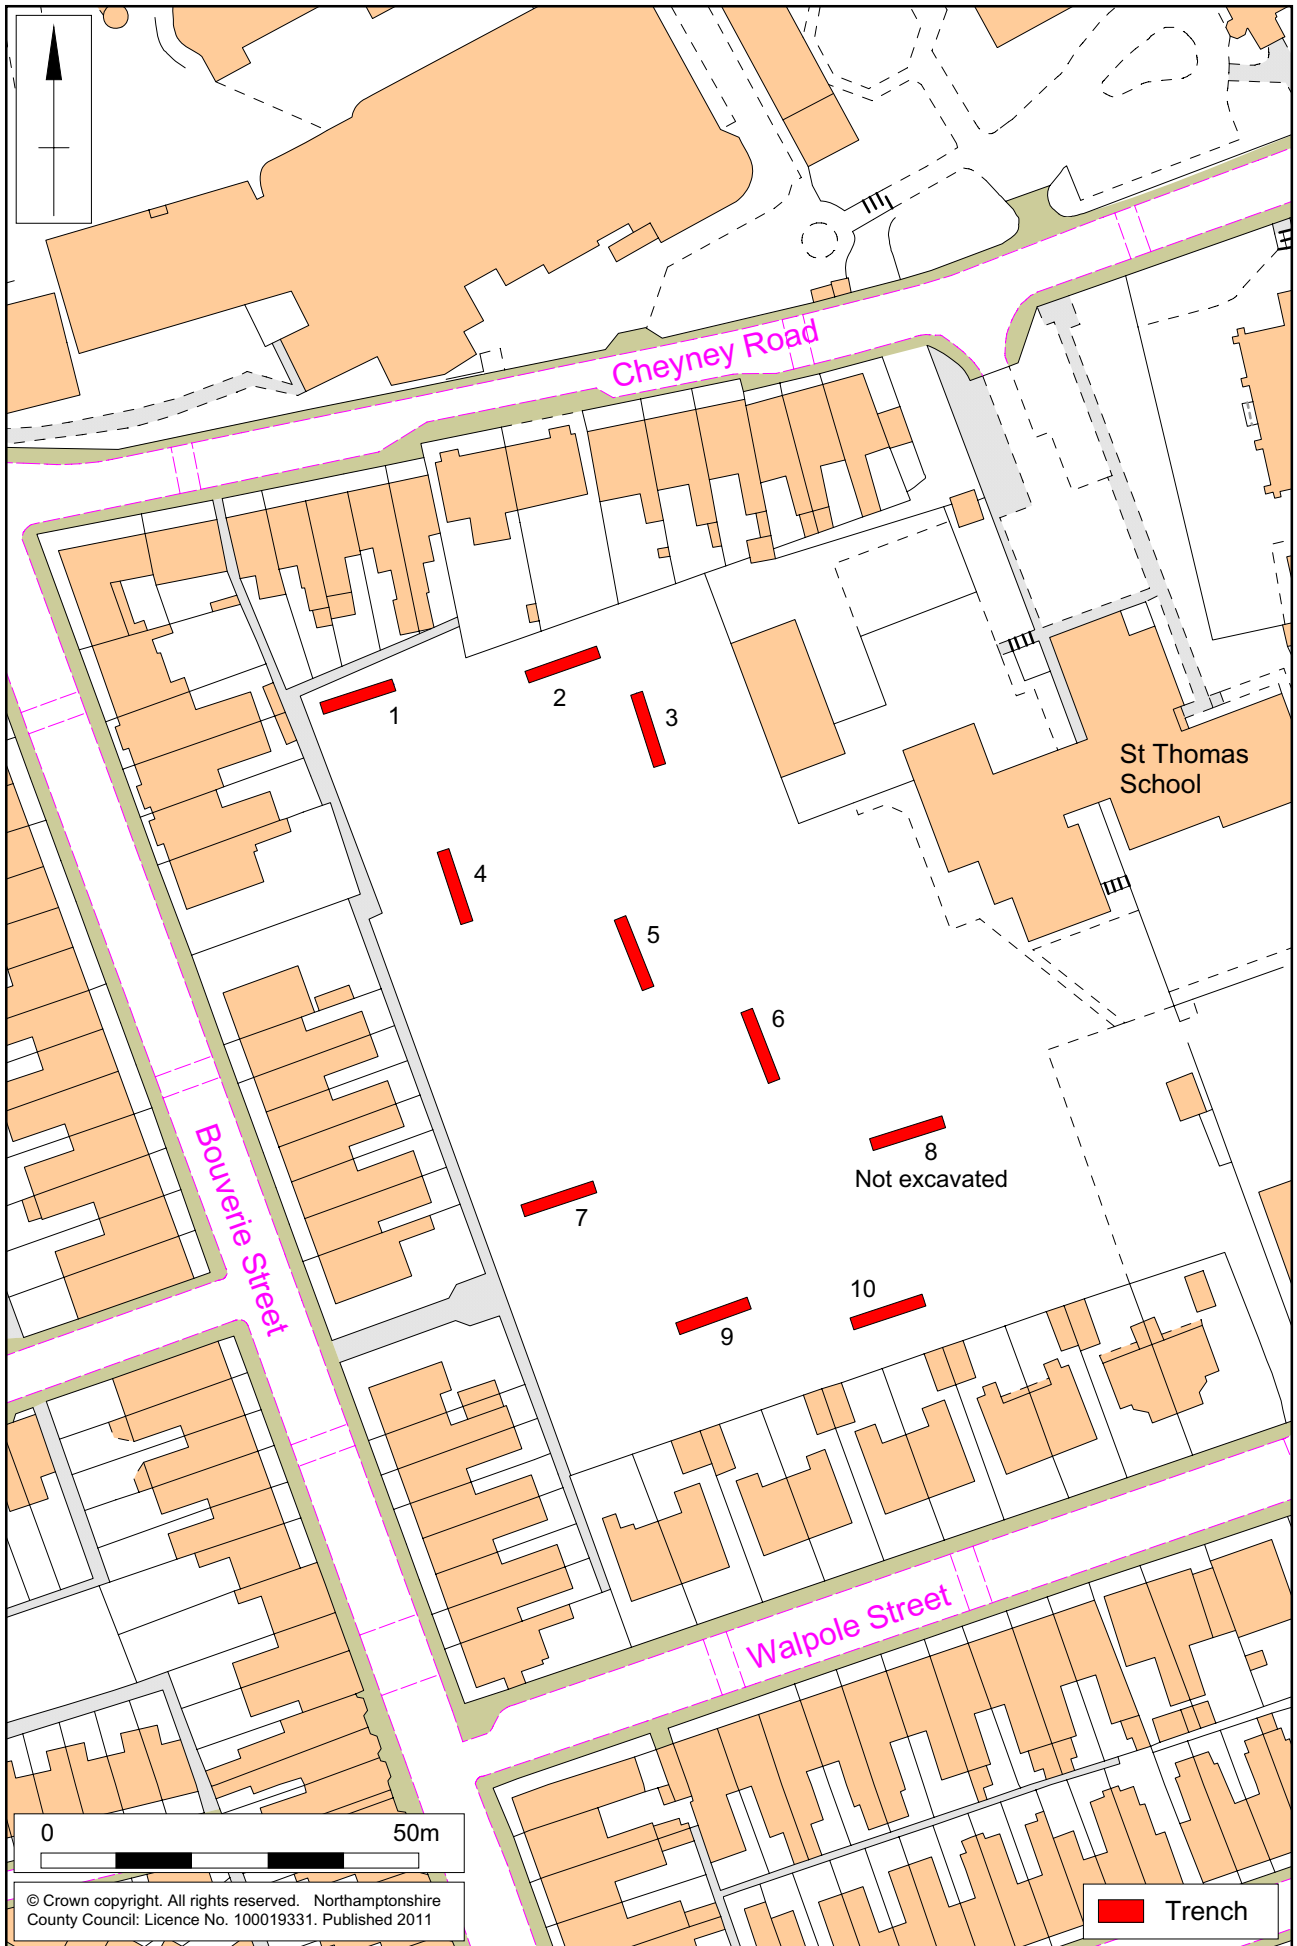 Cheyney Road
1
2
3
St Thomas
School
4
5
6
8
Not excavated
7
Bouverie Street
10
9
Walpole Street
0 50m
© Crown copyright. All rights reserved. Northamptonshire
County Council: Licence No. 100019331. Published 2011
Trench